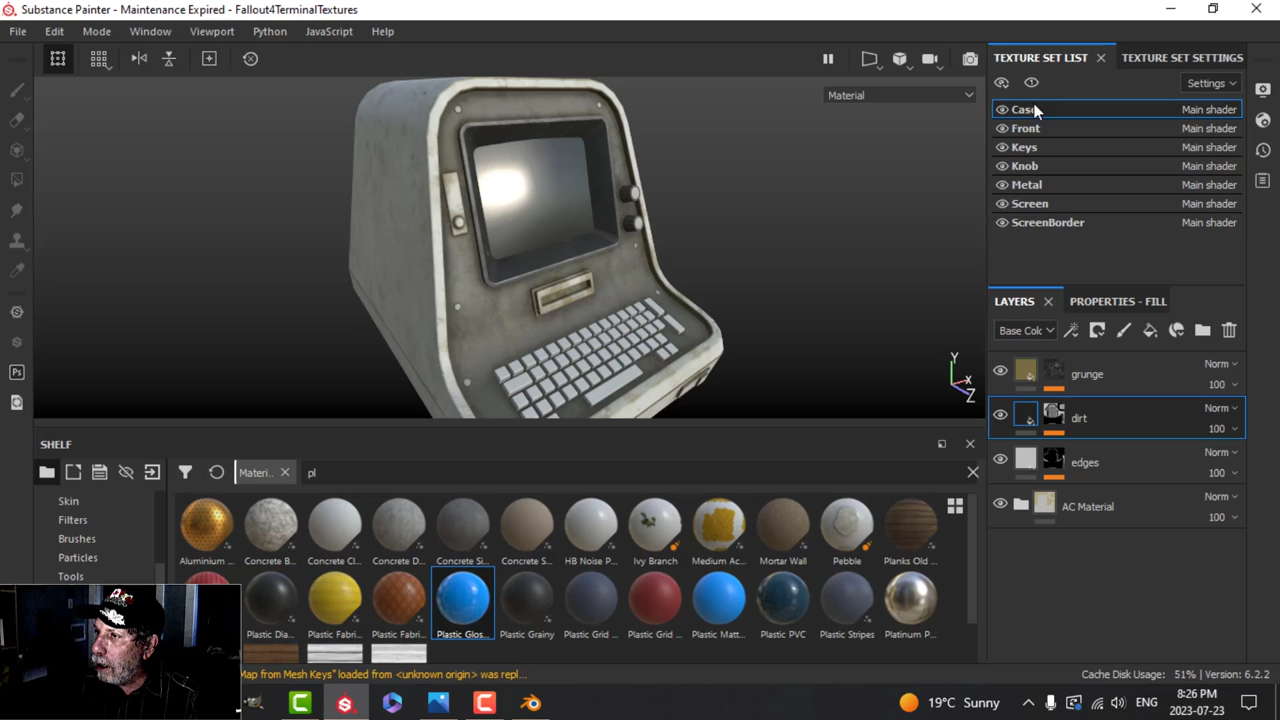 Substance Painter - Maintenance Expired - Fallout4TerminalTextures
File Edit Mode Window Viewport Python JavaScript Help
Material
TEXTURE SET LIST TEXTURE SET SETTINGS
Settings
Case Main shader
Front Main shader
Keys Main shader
Knob Main shader
Metal Main shader
Screen Main shader
ScreenBorder Main shader
LAYERS PROPERTIES - FILL
Base Col
grunge Norm 100
dirt Norm 100
edges Norm 100
AC Material Norm 100
Y
X
Z
SHELF
Materi... pl
Skin
Filters
Brushes
Particles
Tools
Aluminium ... Concrete B... Concrete Cl... Concrete D... Concrete Si... Concrete S... HB Noise P... Ivy Branch Medium Ac... Mortar Wall Pebble Planks Old ...
Plastic Dia... Plastic Fabri... Plastic Fabri... Plastic Glos... Plastic Grainy Plastic Grid ... Plastic Grid ... Plastic Matt... Plastic PVC Plastic Stripes Platinum P...
Map from Mesh Keys" loaded from <unknown origin> was repl... Cache Disk Usage: 51% | Version: 6.2.2
19°C Sunny ENG 8:26 PM
2023-07-23